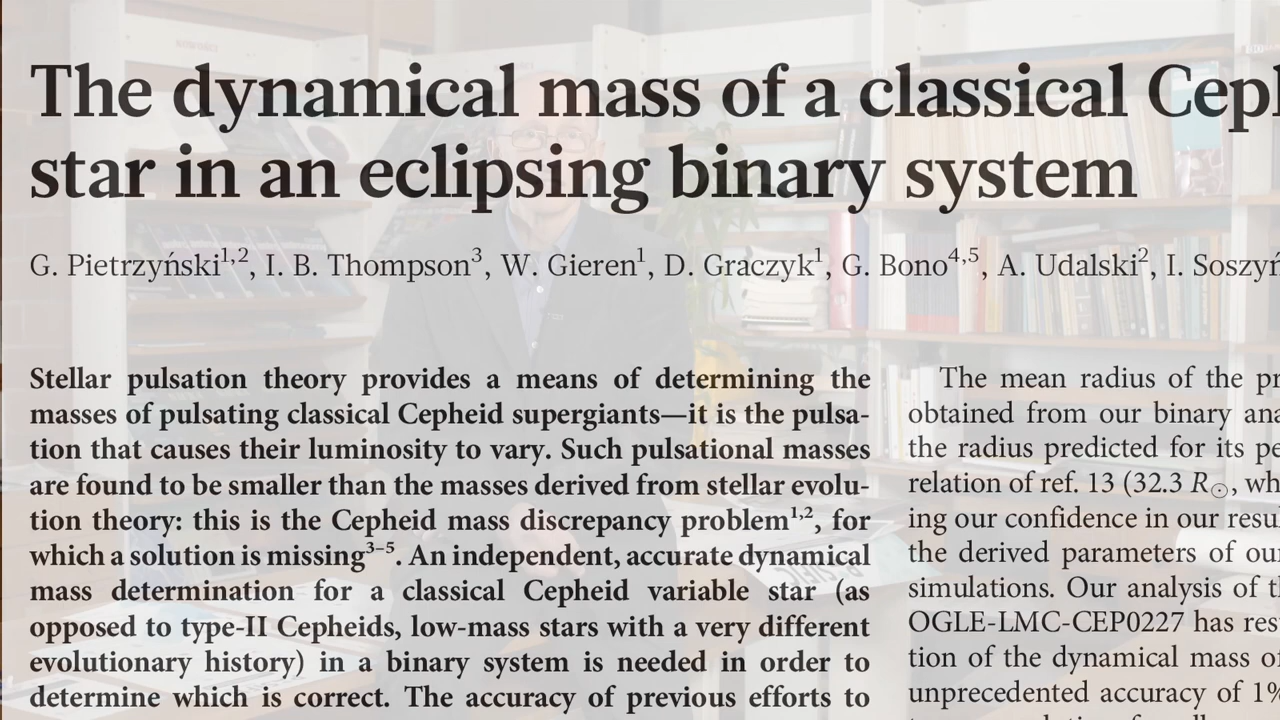 The dynamical mass of a classical Ceph
star in an eclipsing binary system
G. Pietrzyński1,2, I. B. Thompson3, W. Gieren1, D. Graczyk1, G. Bono4,5, A. Udalski2, I. Soszyń
Stellar pulsation theory provides a means of determining the
masses of pulsating classical Cepheid supergiants—it is the pulsa-
tion that causes their luminosity to vary. Such pulsational masses
are found to be smaller than the masses derived from stellar evolu-
tion theory: this is the Cepheid mass discrepancy problem1,2, for
which a solution is missing3–5. An independent, accurate dynamical
mass determination for a classical Cepheid variable star (as
opposed to type-II Cepheids, low-mass stars with a very different
evolutionary history) in a binary system is needed in order to
determine which is correct. The accuracy of previous efforts to
The mean radius of the pr
obtained from our binary ana
the radius predicted for its pe
relation of ref. 13 (32.3 R☉, wh
ing our confidence in our resul
the derived parameters of our
simulations. Our analysis of th
OGLE-LMC-CEP0227 has rest
tion of the dynamical mass of
unprecedented accuracy of 1%